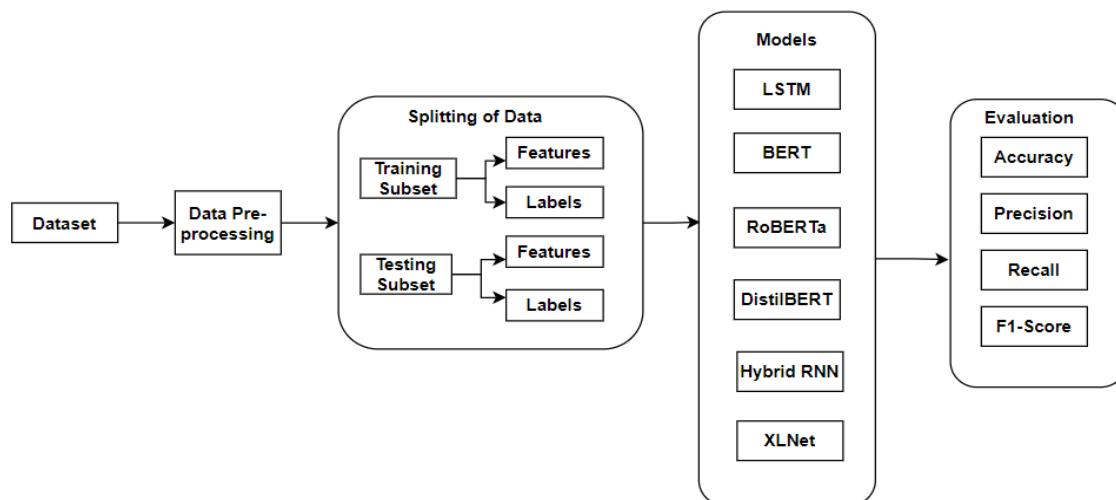 Dataset
Data Pre-
processing
Splitting of Data
Training
Subset
Features
Labels
Testing
Subset
Features
Labels
Models
LSTM
BERT
RoBERTa
DistilBERT
Hybrid RNN
XLNet
Evaluation
Accuracy
Precision
Recall
F1-Score